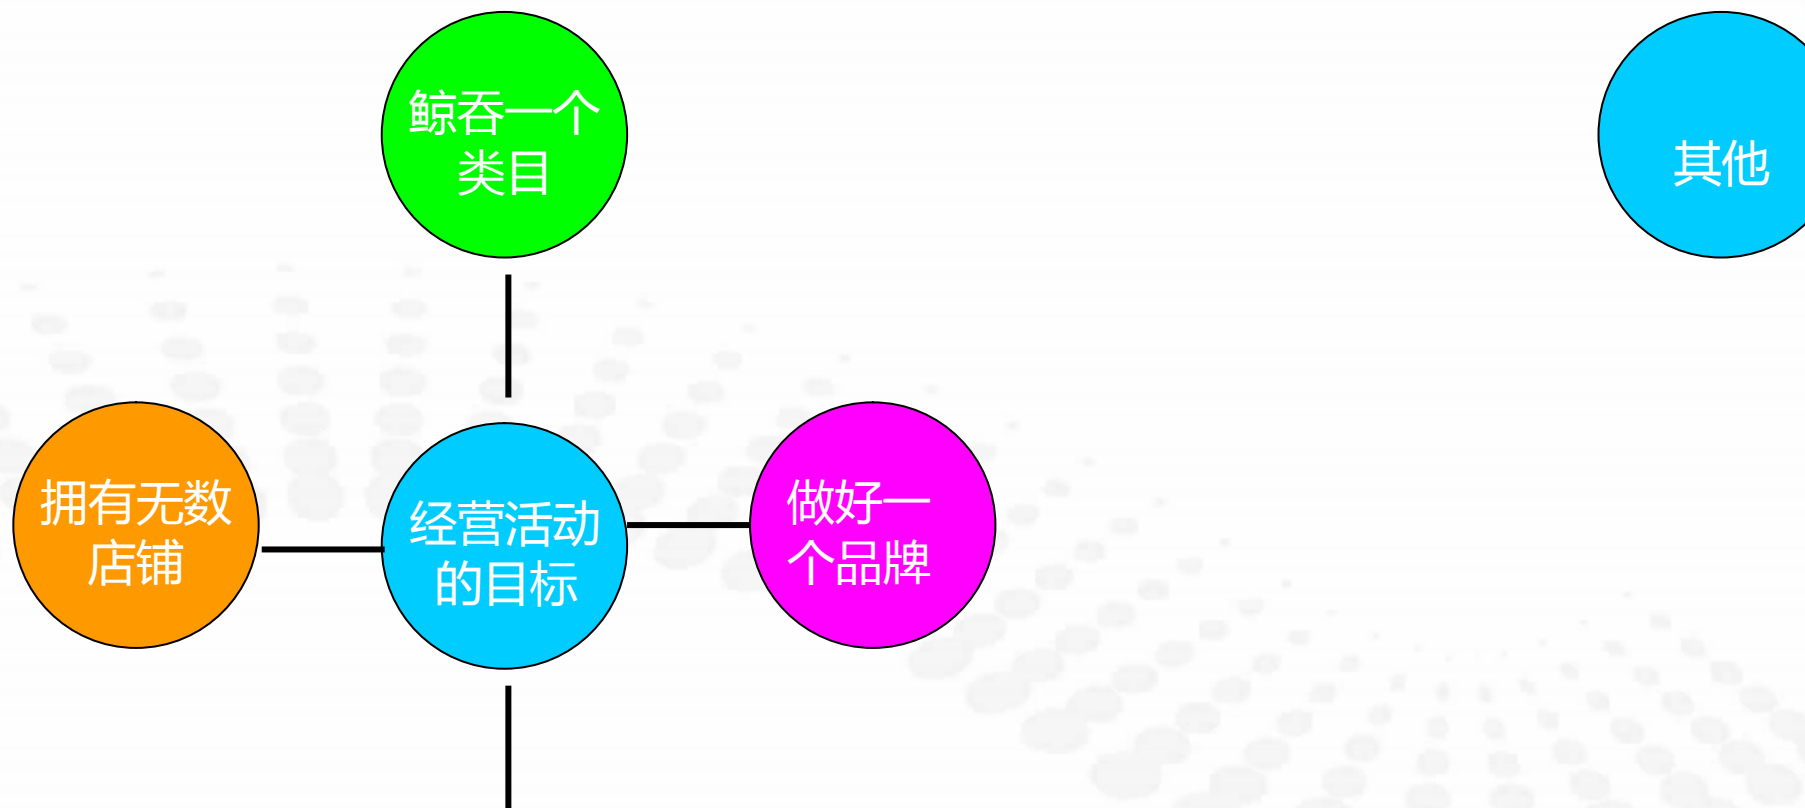 鲸吞一个
类目
其他
拥有无数
店铺
经营活动
的目标
做好一
个品牌